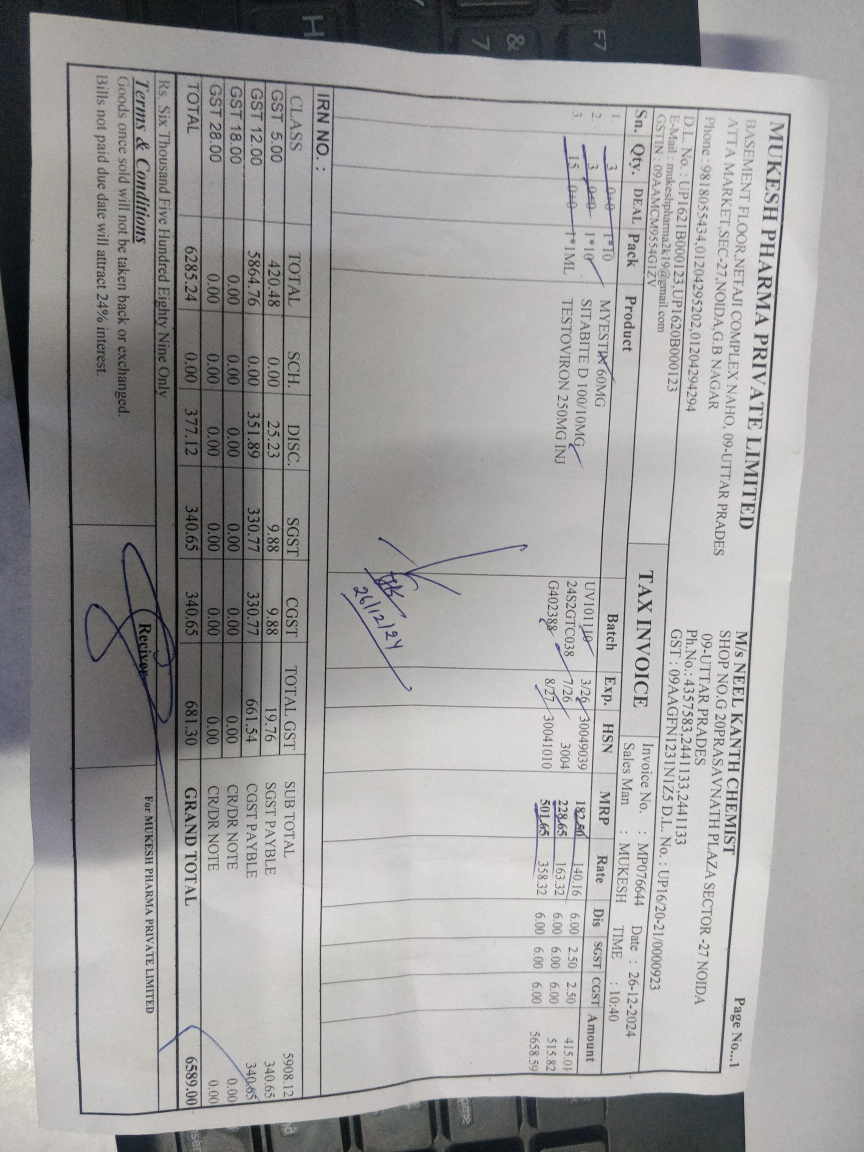 MUKESH PHARMA PRIVATE LIMITED
BASEMENT FLOOR,NETAJI COMPLEX NAHO, 09-UTTAR PRADES
ATTA MARKET,SEC-27,NOIDA,G.B NAGAR
Phone : 9818055434,01204295202,01204294294
D.L. No. : UP1621B000123,UP1620B000123
E-Mail : mukeshpharma2k19@gmail.com
GSTIN : 09AAMCM9554G1ZV
Page No...1
M/s NEEL KANTH CHEMIST
SHOP NO.G 20PRASAVNATH PLAZA SECTOR -27 NOIDA
09-UTTAR PRADES
Ph.No.: 4357583,2441133,2441133
GST : 09AAGFN1231N1Z5 D.L. No. : UP16/20-21/0000923
TAX INVOICE
Invoice No. : MP076644 Date : 26-12-2024
Sales Man : MUKESH TIME : 10:40
Sn. Qty. DEAL Pack Product Batch Exp. HSN MRP Rate Dis SGST CGST Amount
1. 3 0+0 1*10 MYESTIX 60MG UV101110 3/26 30049039 182.50 140.16 6.00 2.50 2.50 415.01
2. 3 0+0 1*10 SITABITE D 100/10MG 24S2GTC038 7/26 3004 228.65 163.32 6.00 6.00 6.00 515.82
3. 15 0+0 1*1ML TESTOVIRON 250MG INJ G402388 8/27 30041010 501.65 358.32 6.00 6.00 6.00 5658.59
26/12/24
IRN NO. :
CLASS TOTAL SCH. DISC. SGST CGST TOTAL GST
GST 5.00 420.48 0.00 25.23 9.88 9.88 19.76
GST 12.00 5864.76 0.00 351.89 330.77 330.77 661.54
GST 18.00 0.00 0.00 0.00 0.00 0.00 0.00
GST 28.00 0.00 0.00 0.00 0.00 0.00 0.00
TOTAL 6285.24 0.00 377.12 340.65 340.65 681.30
SUB TOTAL 5908.12
SGST PAYBLE 340.65
CGST PAYBLE 340.65
CR/DR NOTE 0.00
CR/DR NOTE 0.00
GRAND TOTAL 6589.00
Rs. Six Thousand Five Hundred Eighty Nine Only
Terms & Conditions
Goods once sold will not be taken back or exchanged.
Bills not paid due date will attract 24% interest.
Reciver
For MUKESH PHARMA PRIVATE LIMITED
F7
&
7
H